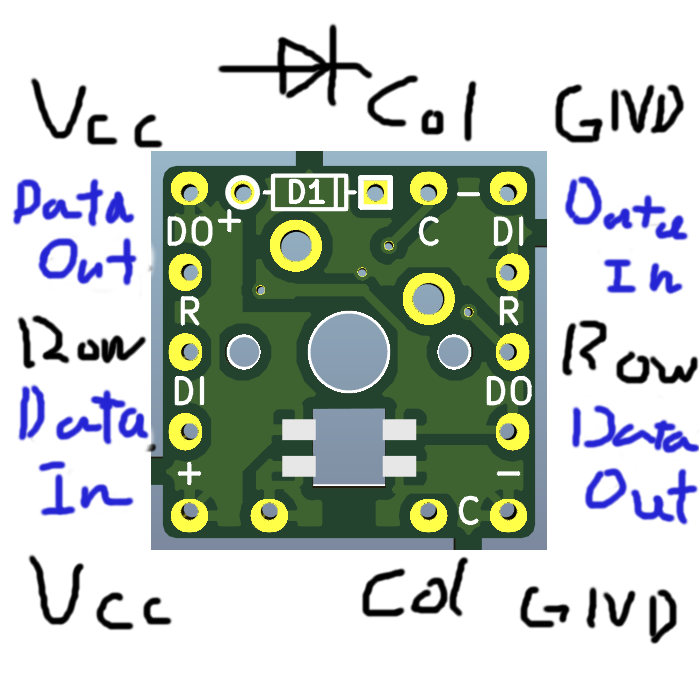 Vcc Col GND
D1
Data DO + C DI Data
Out In
R R
Row Row
DI DO
Data Data
In + - Out
C
Vcc Col GND